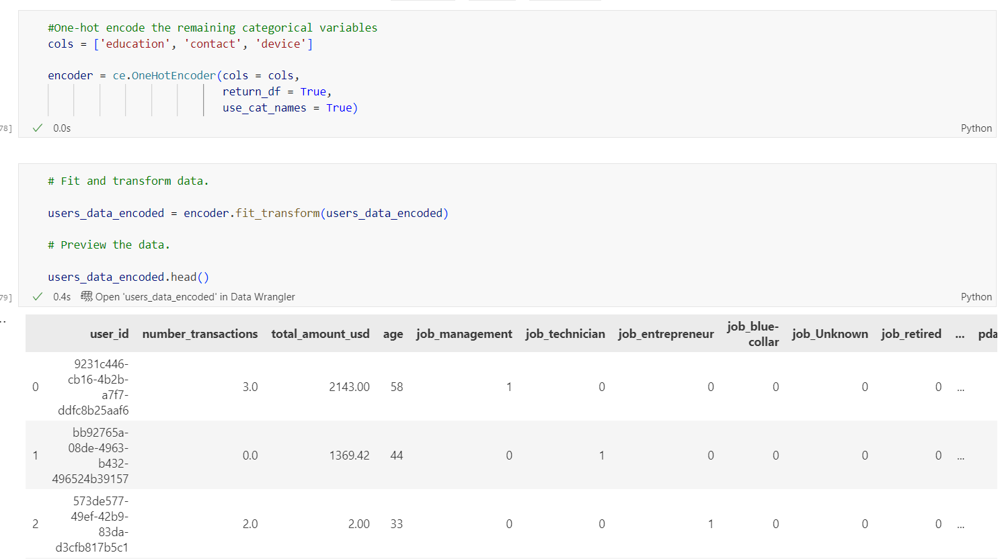 #One-hot encode the remaining categorical variables
cols = ['education', 'contact', 'device']
encoder = ce.OneHotEncoder(cols = cols,
return_df = True,
use_cat_names = True)
78] 0.0s Python
# Fit and transform data.
users_data_encoded = encoder.fit_transform(users_data_encoded)
# Preview the data.
users_data_encoded.head()
79] 0.4s Open 'users_data_encoded' in Data Wrangler Python
user_id number_transactions total_amount_usd age job_management job_technician job_entrepreneur job_blue-collar job_Unknown job_retired ... pda
0 9231c446-cb16-4b2b-a7f7-ddfc8b25aaf6 3.0 2143.00 58 1 0 0 0 0 0 ...
1 bb92765a-08de-4963-b432-496524b39157 0.0 1369.42 44 0 1 0 0 0 0 ...
2 573de577-49ef-42b9-83da-d3cfb817b5c1 2.0 2.00 33 0 0 1 0 0 0 ...